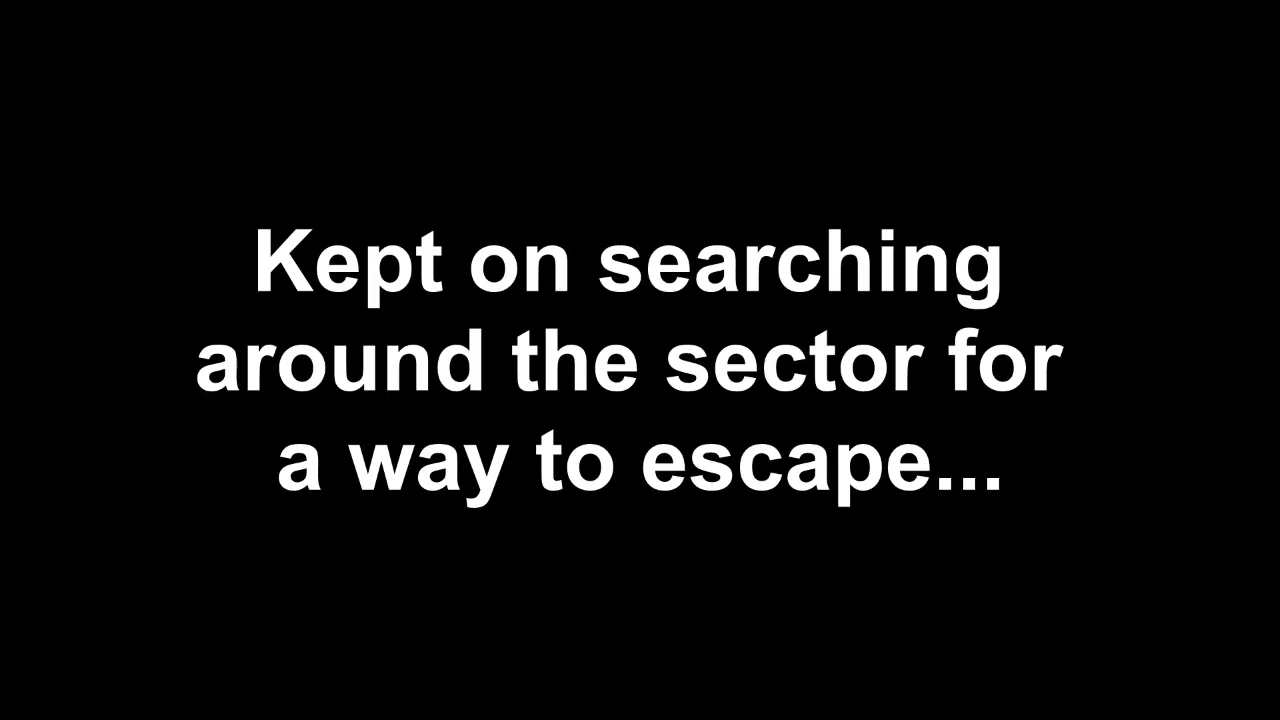 Kept on searching
around the sector for
a way to escape...